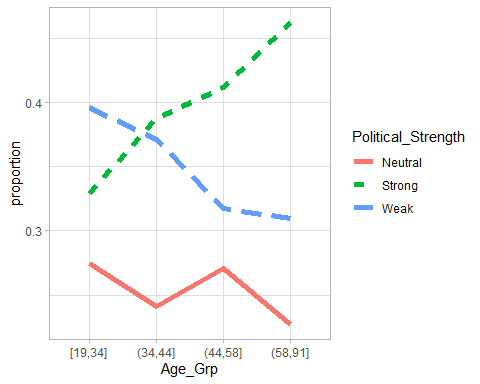 0.4
0.3
proportion
[19,34]
(34,44]
(44,58]
(58,91]
Age_Grp
Political_Strength
Neutral
Strong
Weak